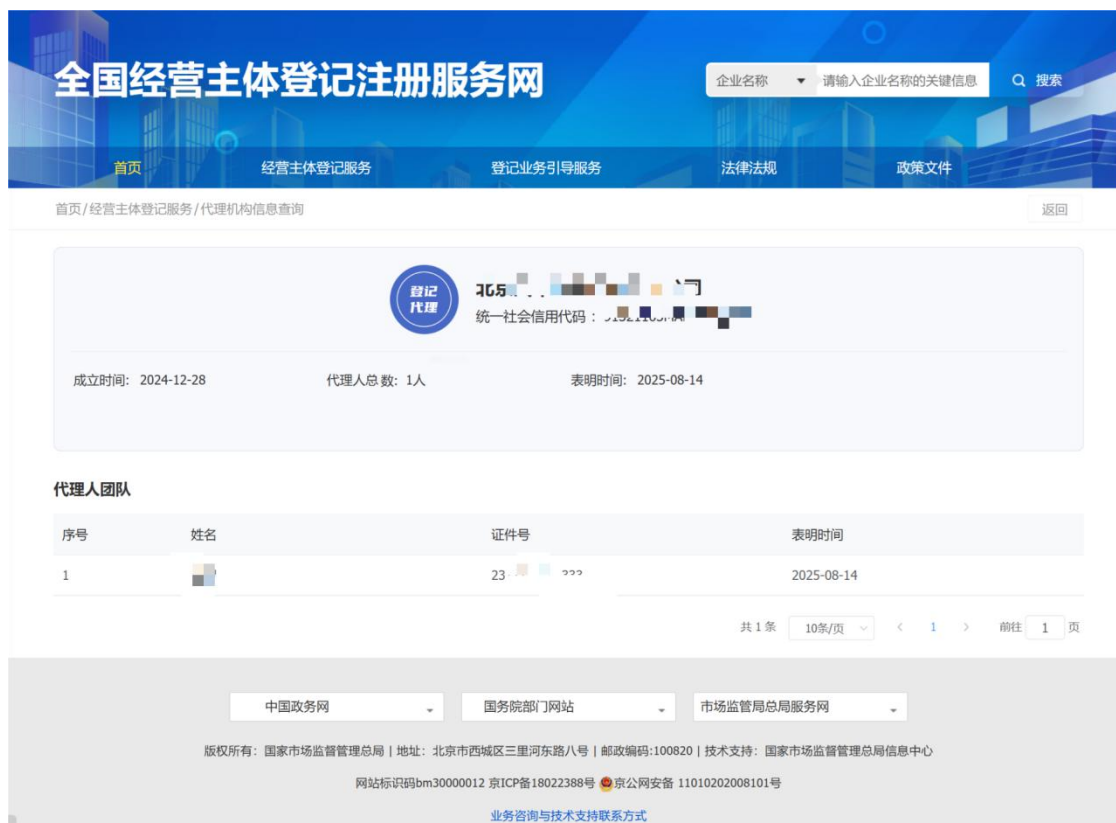 全国经营主体登记注册服务网
企业名称 请输入企业名称的关键信息 搜索
首页 经营主体登记服务 登记业务引导服务 法律法规 政策文件
首页/经营主体登记服务/代理机构信息查询 返回
登记
代理
统一社会信用代码：
成立时间: 2024-12-28 代理人总数: 1人 表明时间: 2025-08-14
代理人团队
序号 姓名 证件号 表明时间
1 23 2025-08-14
共 1 条 10条/页 < 1 > 前往 1 页
中国政务网 国务院部门网站 市场监管局总局服务网
版权所有: 国家市场监督管理总局 | 地址: 北京市西城区三里河东路八号 | 邮政编码:100820 | 技术支持: 国家市场监督管理总局信息中心
网站标识码bm30000012 京ICP备18022388号 京公网安备 11010202008101号
业务咨询与技术支持联系方式